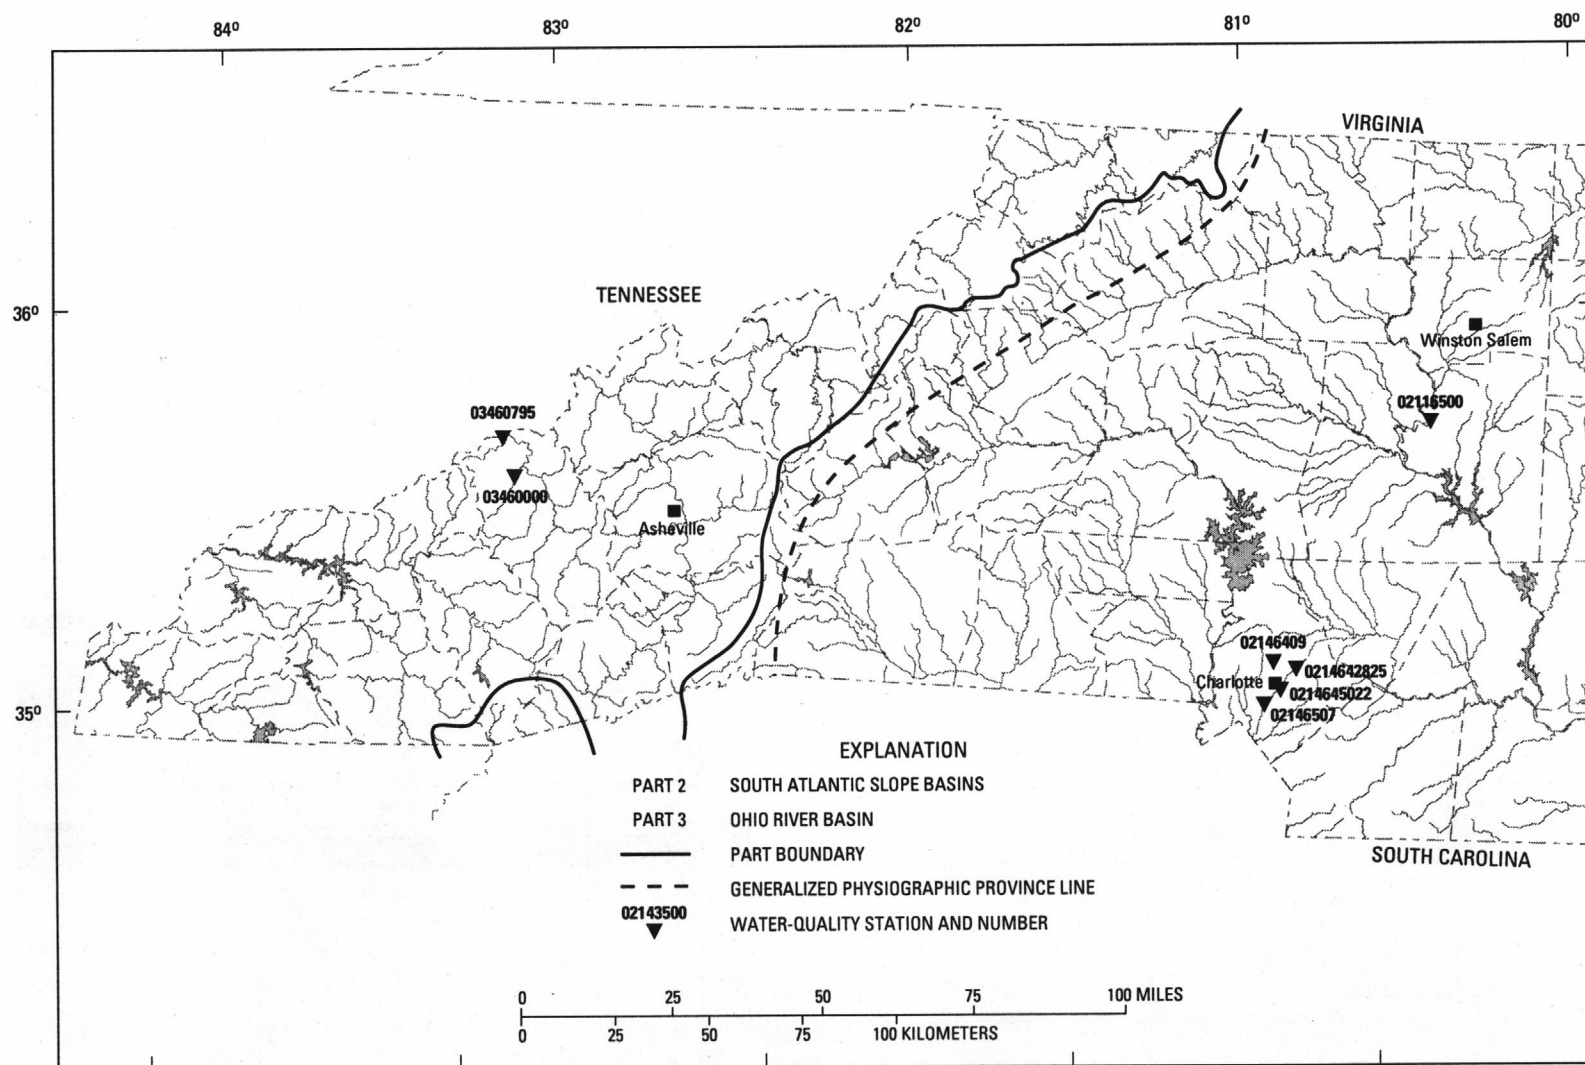 84°
83°
82°
81°
80°
VIRGINIA
TENNESSEE
36°
Winston Salem
02116500
03460795
03460000
Asheville
02146409
0214642825
Charlotte
0214645022
02146507
35°
EXPLANATION
PART 2 SOUTH ATLANTIC SLOPE BASINS
PART 3 OHIO RIVER BASIN
PART BOUNDARY
GENERALIZED PHYSIOGRAPHIC PROVINCE LINE
02143500
WATER-QUALITY STATION AND NUMBER
SOUTH CAROLINA
0 25 50 75 100 MILES
0 25 50 75 100 KILOMETERS